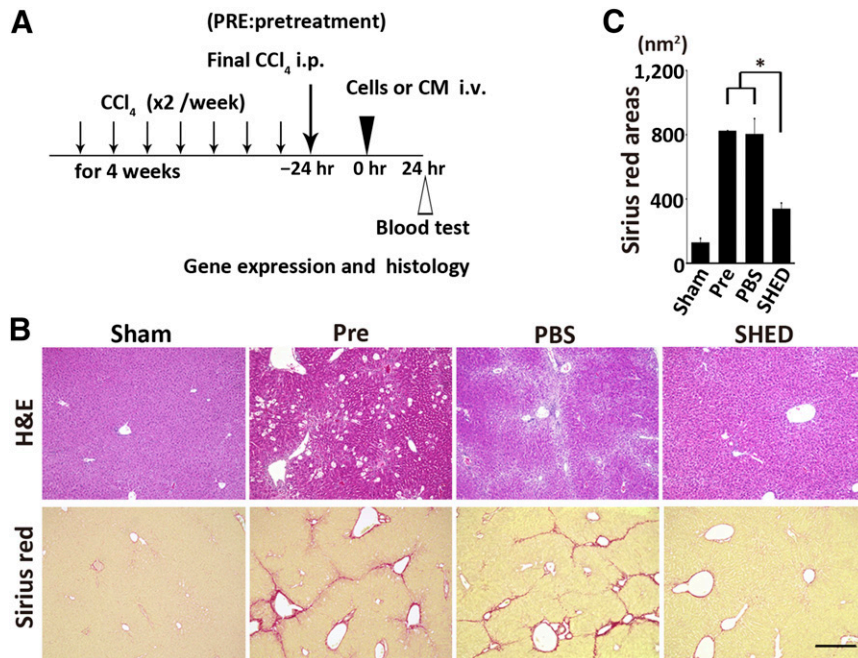 A
(PRE:pretreatment)
Final CCl₄ i.p.
CCl₄ (x2 /week)
Cells or CM i.v.
for 4 weeks
−24 hr
0 hr
24 hr
Blood test
Gene expression and histology
C
(nm²)
Sirius red areas
1,200
800
400
0
*
Sham
Pre
PBS
SHED
B
Sham
Pre
PBS
SHED
H&E
Sirius red